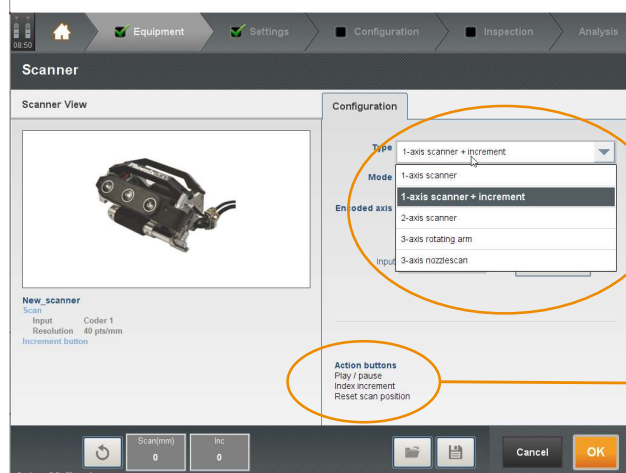 08:50
Equipment
Settings
Configuration
Inspection
Analysis
Scanner
Scanner View
Configuration
Type
1-axis scanner + increment
Mode
1-axis scanner
1-axis scanner + increment
Encoded axis
2-axis scanner
3-axis rotating arm
Input
3-axis nozzlescan
New_scanner
Scan
Input Coder 1
Resolution 40 pts/mm
Increment button
Action buttons
Play / pause
Index increment
Reset scan position
Scan(mm)
0
Inc
0
Cancel
OK